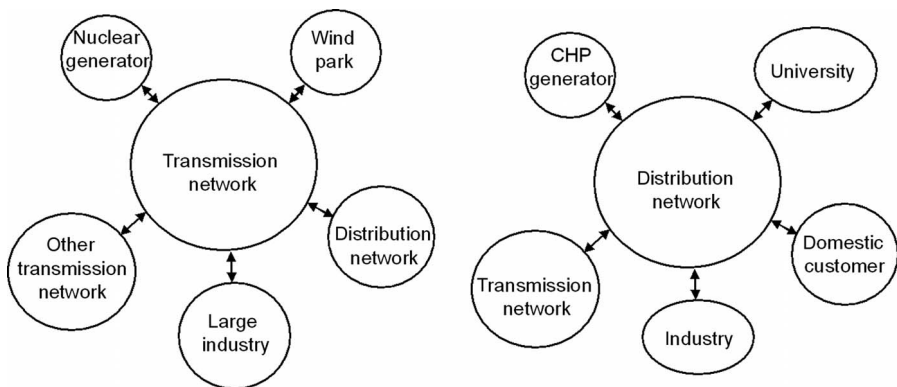 Nuclear
generator
Wind
park
Transmission
network
Other
transmission
network
Distribution
network
Large
industry
CHP
generator
University
Distribution
network
Transmission
network
Domestic
customer
Industry